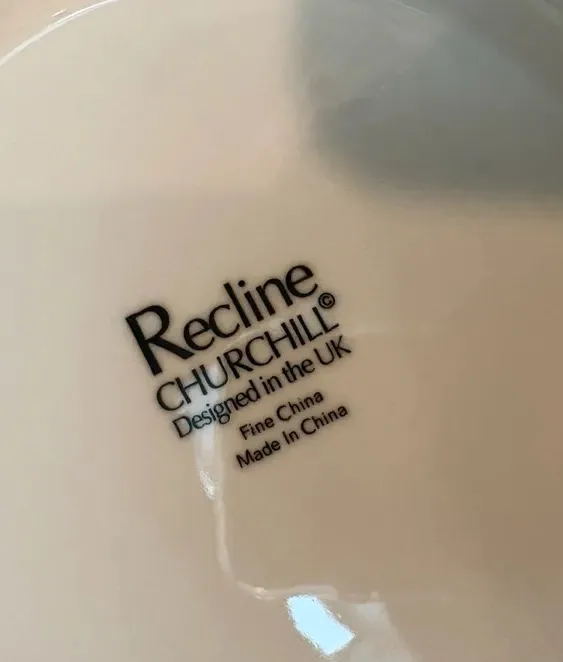 Recline
CHURCHILL©
Designed in the UK
Fine China
Made In China